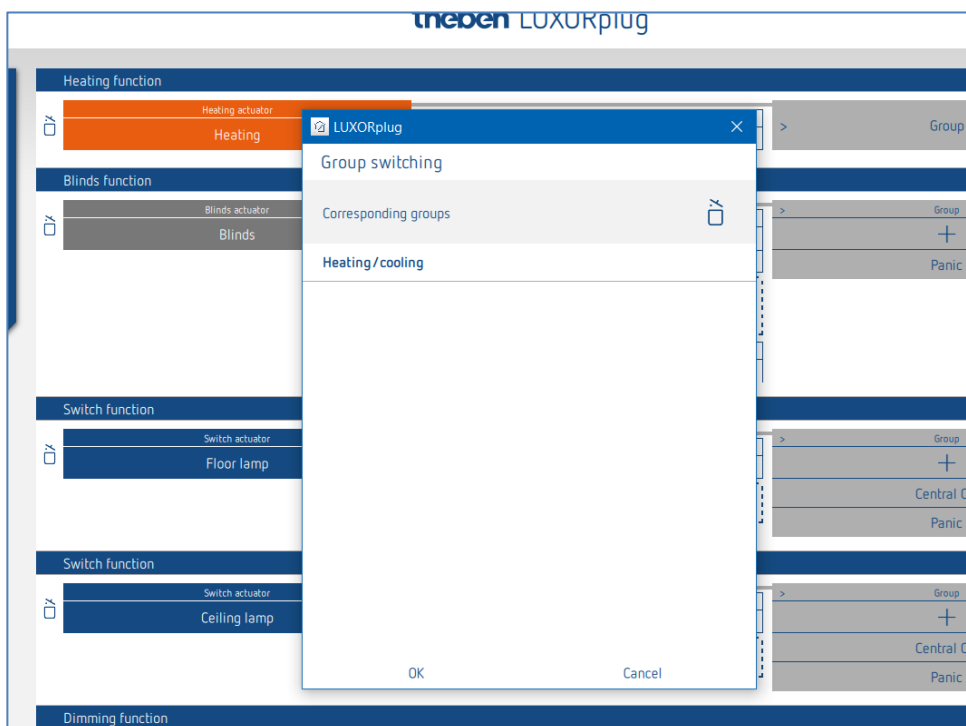 theben LUXORplug
Heating function
Heating actuator
Heating
> Group
Blinds function
Blinds actuator
Blinds
> Group
+
Panic
Switch function
Switch actuator
Floor lamp
> Group
+
Central
Panic
Switch function
Switch actuator
Ceiling lamp
> Group
+
Central
Panic
Dimming function
LUXORplug
Group switching
Corresponding groups
Heating/cooling
OK Cancel